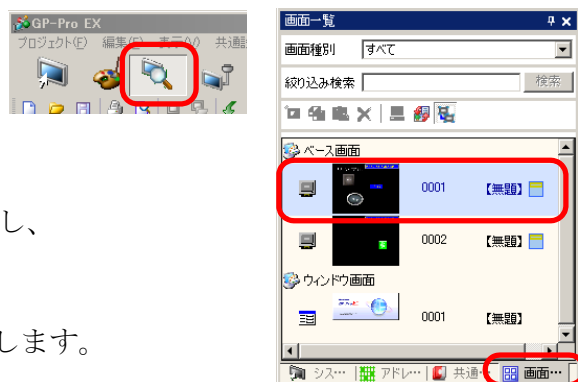 GP-Pro EX
プロジェクト(F) 編集(E) 表示(V) 共通設
画面一覧
画面種別 すべて
絞り込み検索 検索
ベース画面
0001 【無題】
し、
0002 【無題】
ウィンドウ画面
0001 【無題】
します。
シス… アドレ… 共通 画面…